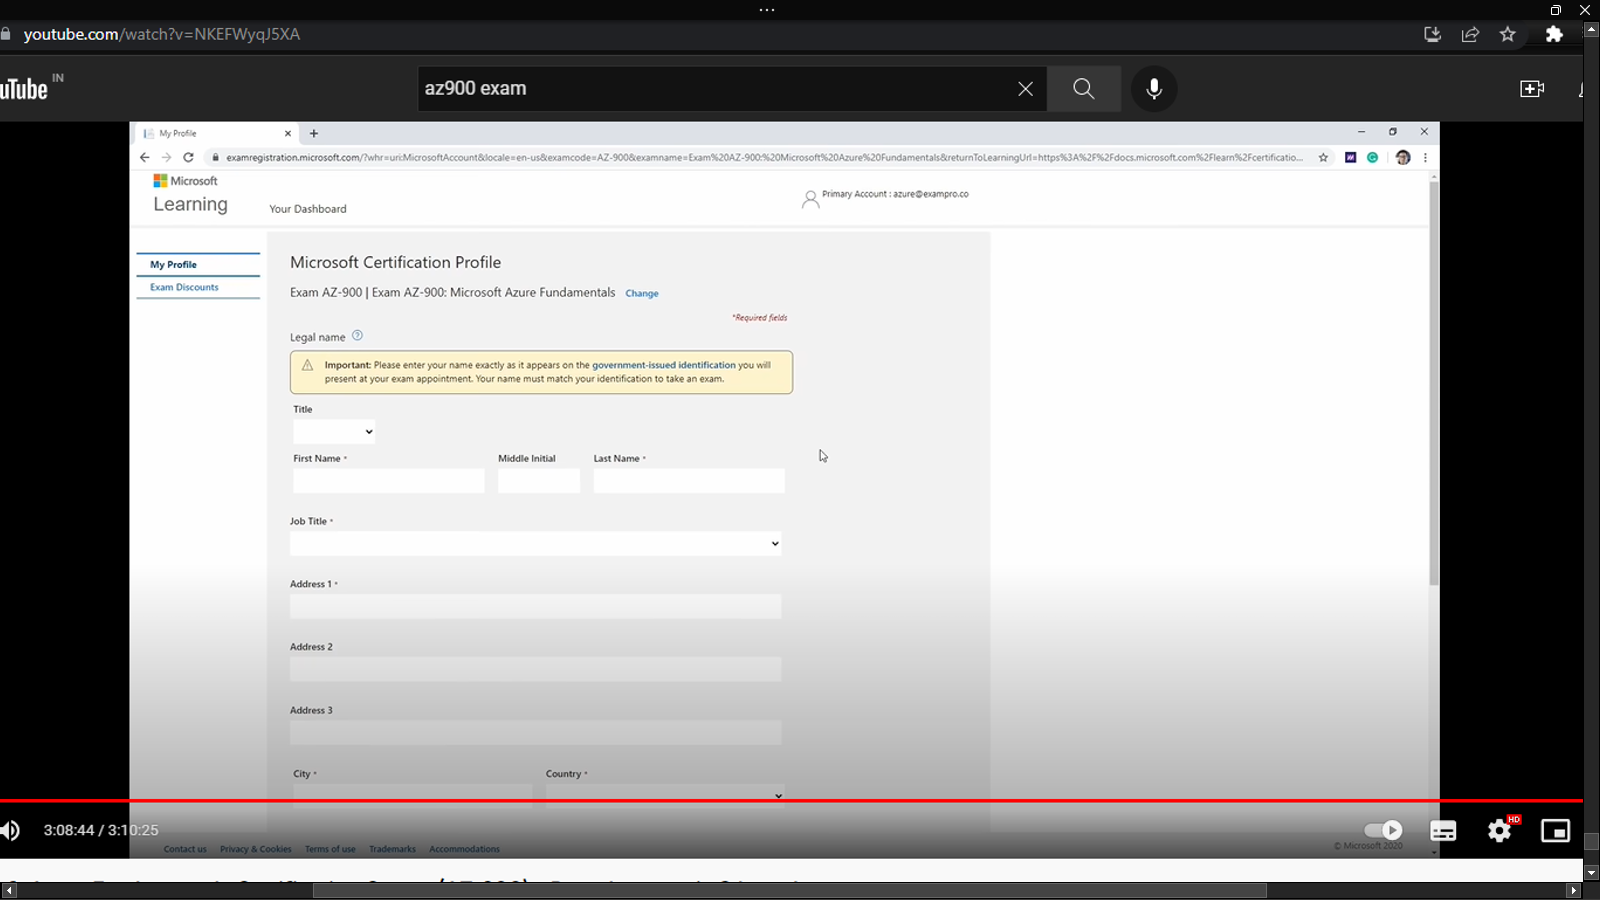 youtube.com/watch?v=NKEFWyqJ5XA
uTube IN
az900 exam
My Profile
examregistration.microsoft.com/?whr=uri:MicrosoftAccount&locale=en-us&examcode=AZ-900&examname=Exam%20AZ-900:%20Microsoft%20Azure%20Fundamentals&returnToLearningUrl=https%3A%2F%2Fdocs.microsoft.com%2Flearn%2Fcertificatio...
Microsoft
Learning
Your Dashboard
Primary Account : azure@exampro.co
My Profile
Exam Discounts
Microsoft Certification Profile
Exam AZ-900 | Exam AZ-900: Microsoft Azure Fundamentals Change
*Required fields
Legal name ?
Important: Please enter your name exactly as it appears on the government-issued identification you will
present at your exam appointment. Your name must match your identification to take an exam.
Title
First Name * Middle Initial Last Name *
Job Title *
Address 1 *
Address 2
Address 3
City * Country *
3:08:44 / 3:10:25
HD
Contact us Privacy & Cookies Terms of use Trademarks Accommodations
© Microsoft 2020